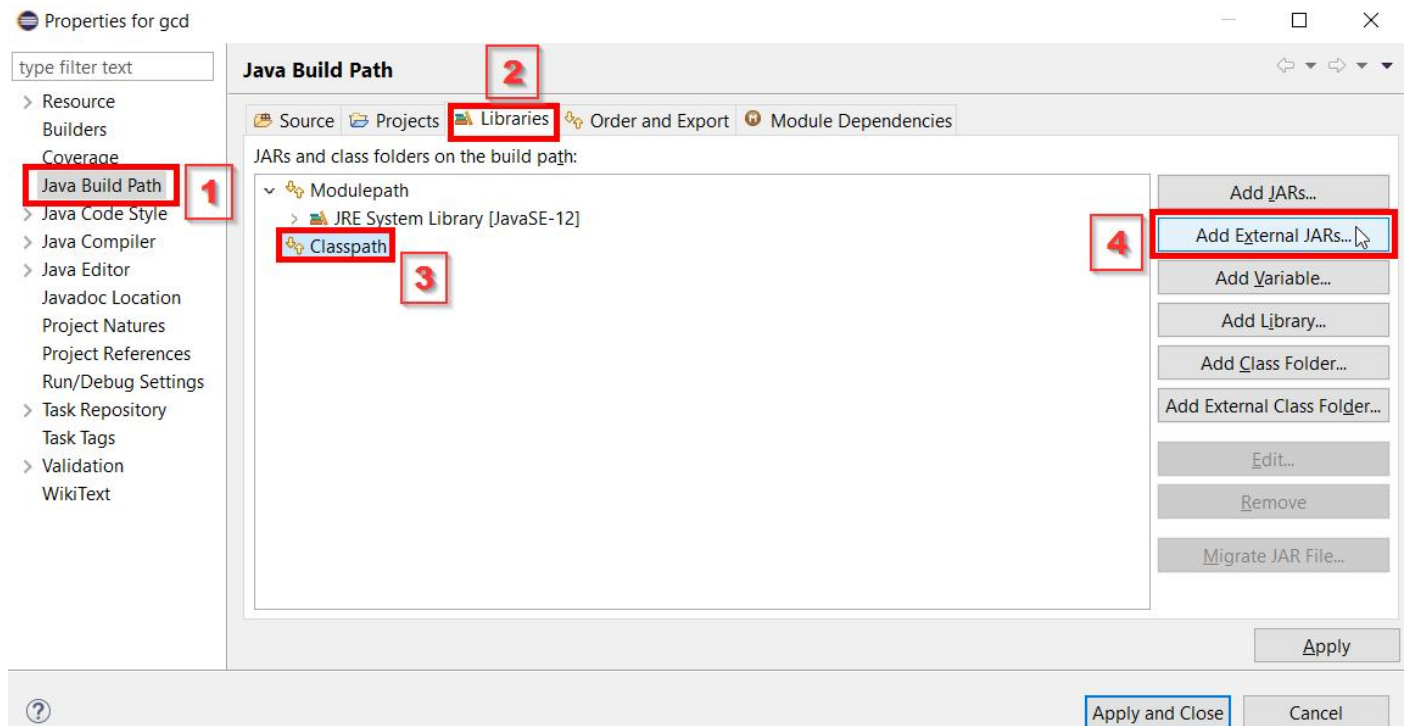 Properties for gcd
type filter text
Resource
Builders
Coverage
Java Build Path
1
Java Code Style
Java Compiler
Java Editor
Javadoc Location
Project Natures
Project References
Run/Debug Settings
Task Repository
Task Tags
Validation
WikiText
Java Build Path
2
Source Projects Libraries Order and Export Module Dependencies
JARs and class folders on the build path:
Modulepath
JRE System Library [JavaSE-12]
Classpath
3
Add JARs...
4
Add External JARs...
Add Variable...
Add Library...
Add Class Folder...
Add External Class Folder...
Edit...
Remove
Migrate JAR File...
Apply
?
Apply and Close
Cancel